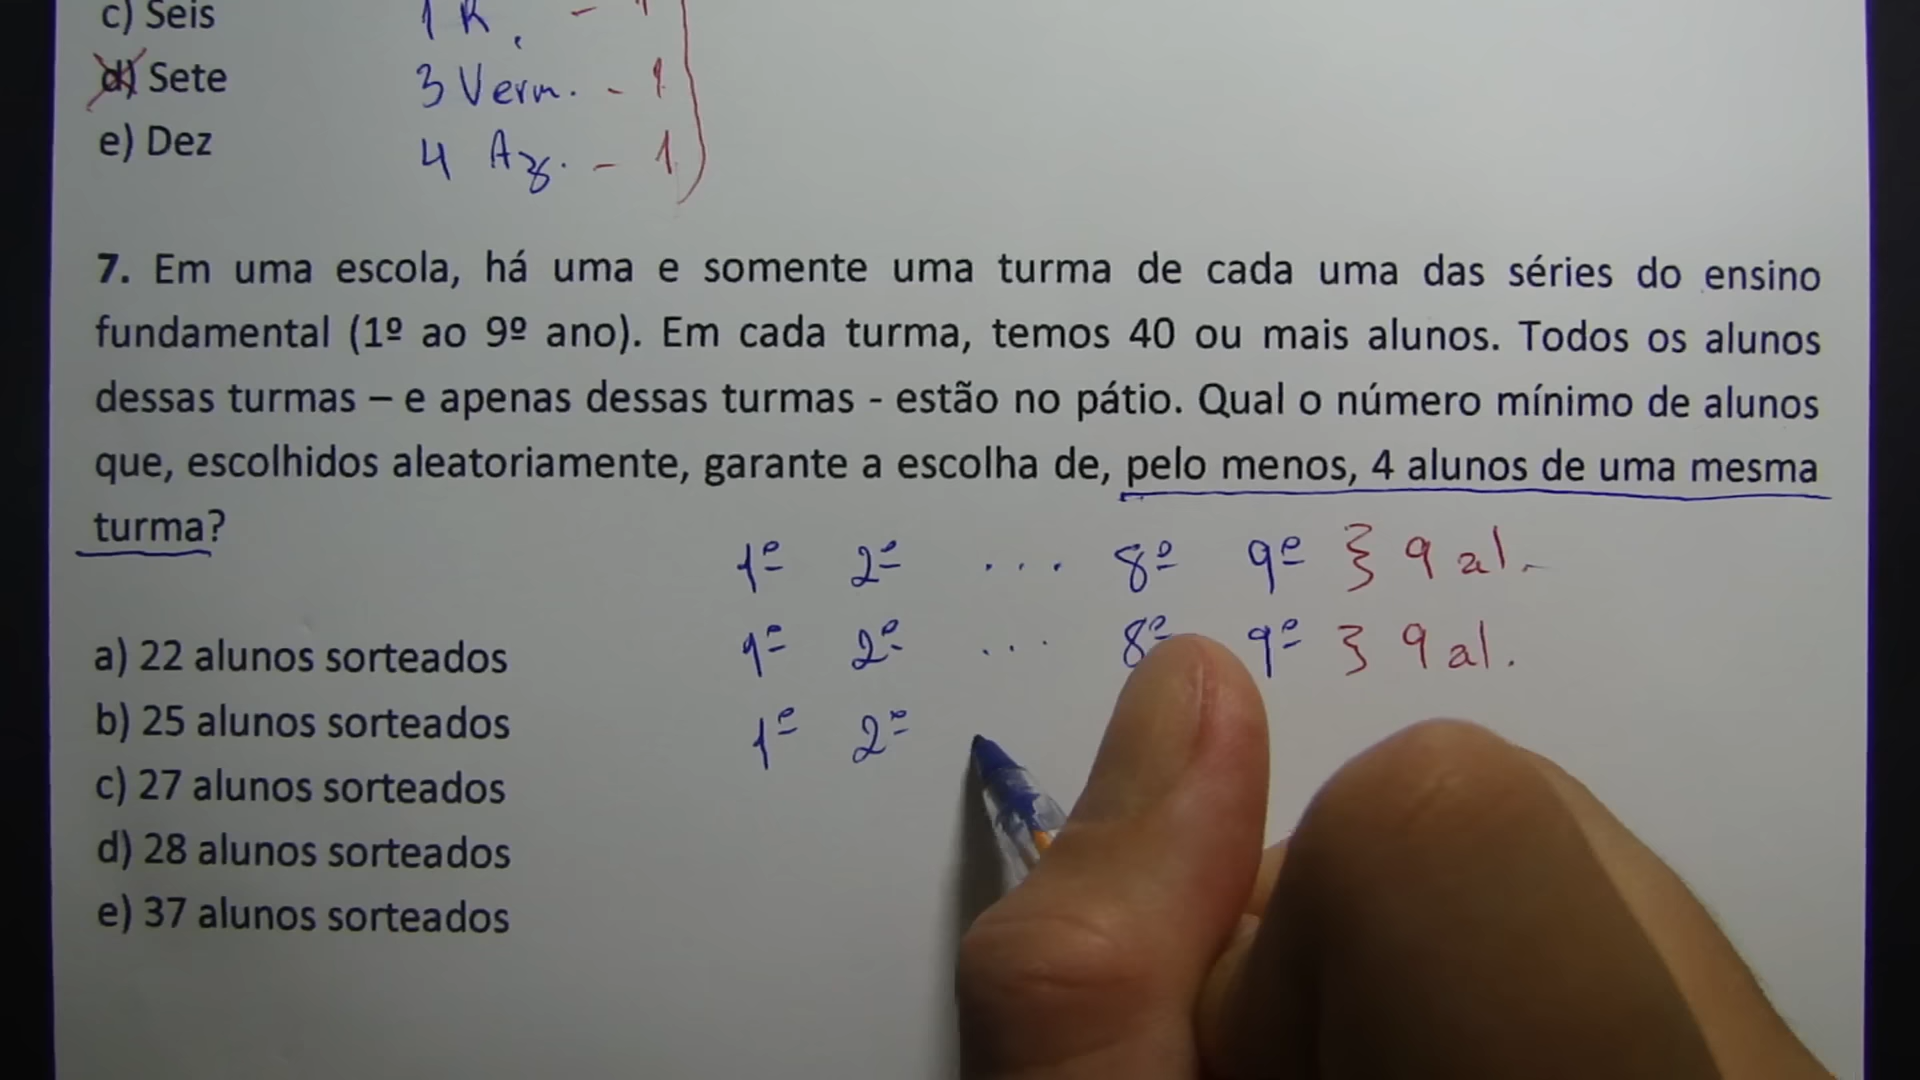 c) Seis 1 R. -
d) Sete 3 Verm. - 1
e) Dez 4 Az. - 1
7. Em uma escola, há uma e somente uma turma de cada uma das séries do ensino
fundamental (1º ao 9º ano). Em cada turma, temos 40 ou mais alunos. Todos os alunos
dessas turmas – e apenas dessas turmas - estão no pátio. Qual o número mínimo de alunos
que, escolhidos aleatoriamente, garante a escolha de, pelo menos, 4 alunos de uma mesma
turma?
1º 2º ... 8º 9º } 9 al.
1º 2º ... 8º 9º } 9 al.
1º 2º
a) 22 alunos sorteados
b) 25 alunos sorteados
c) 27 alunos sorteados
d) 28 alunos sorteados
e) 37 alunos sorteados